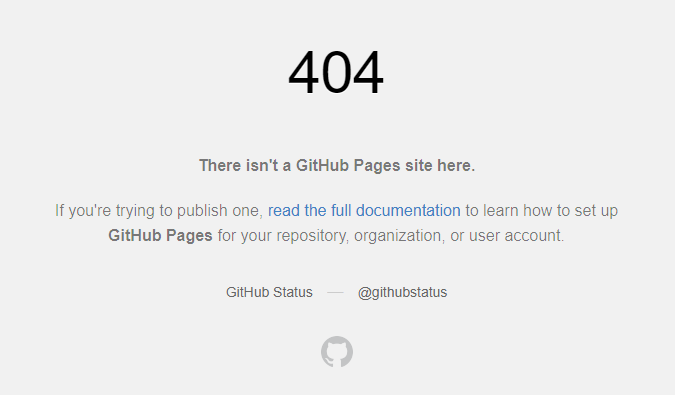 404
There isn't a GitHub Pages site here.
If you're trying to publish one, read the full documentation to learn how to set up
GitHub Pages for your repository, organization, or user account.
GitHub Status — @githubstatus